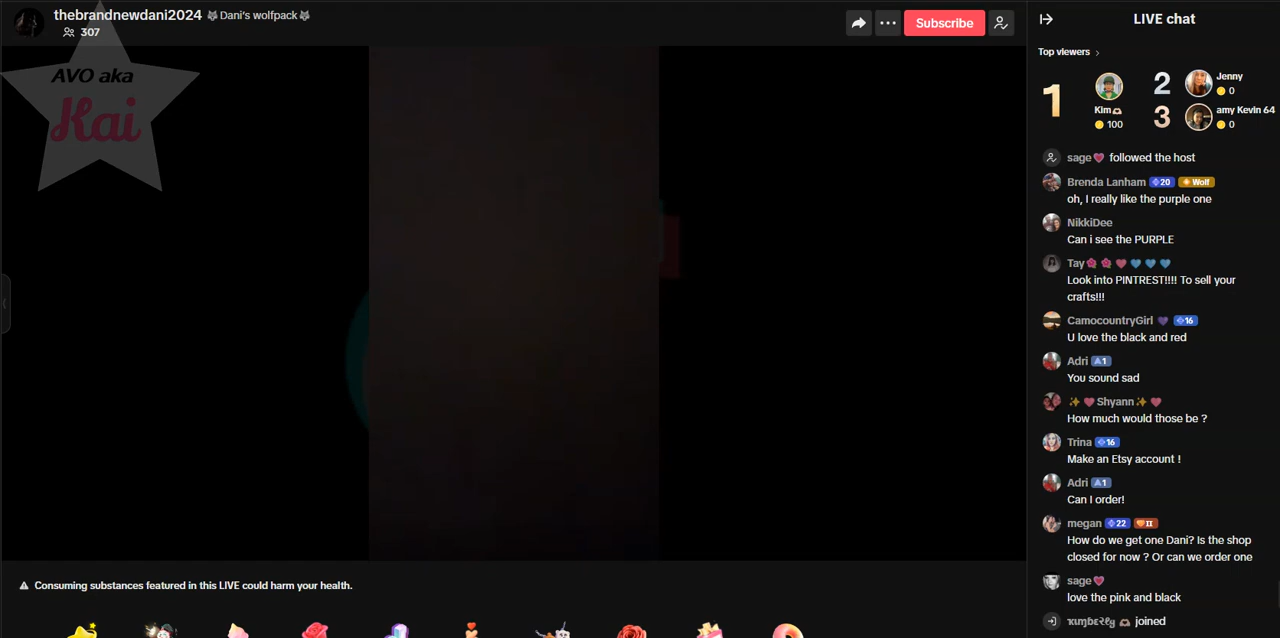 thebrandnewdani2024 🐺Dani's wolfpack🐺
307
Subscribe
AVO aka
Kai
LIVE chat
Top viewers
1
Kim
100
2
Jenny
0
3
amy Kevin 64
0
sage💗 followed the host
Brenda Lanham 20 Wolf
oh, I really like the purple one
NikkiDee
Can i see the PURPLE
Tay🌺🌺❤️💙💙💙
Look into PINTREST!!!! To sell your
crafts!!!
CamocountryGirl 💜 16
U love the black and red
Adri 1
You sound sad
✨❤️Shyann✨❤️
How much would those be ?
Trina 16
Make an Etsy account !
Adri 1
Can I order!
megan 22 II
How do we get one Dani? Is the shop
closed for now ? Or can we order one
sage💗
love the pink and black
joined
Consuming substances featured in this LIVE could harm your health.